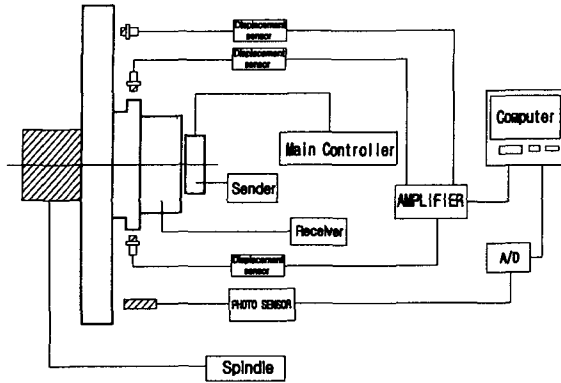 Displacement
sensor
Displacement
sensor
Computer
Main Controller
Sender
AMPLIFIER
Receiver
Displacement
sensor
A/D
PHOTO SENSOR
Spindle